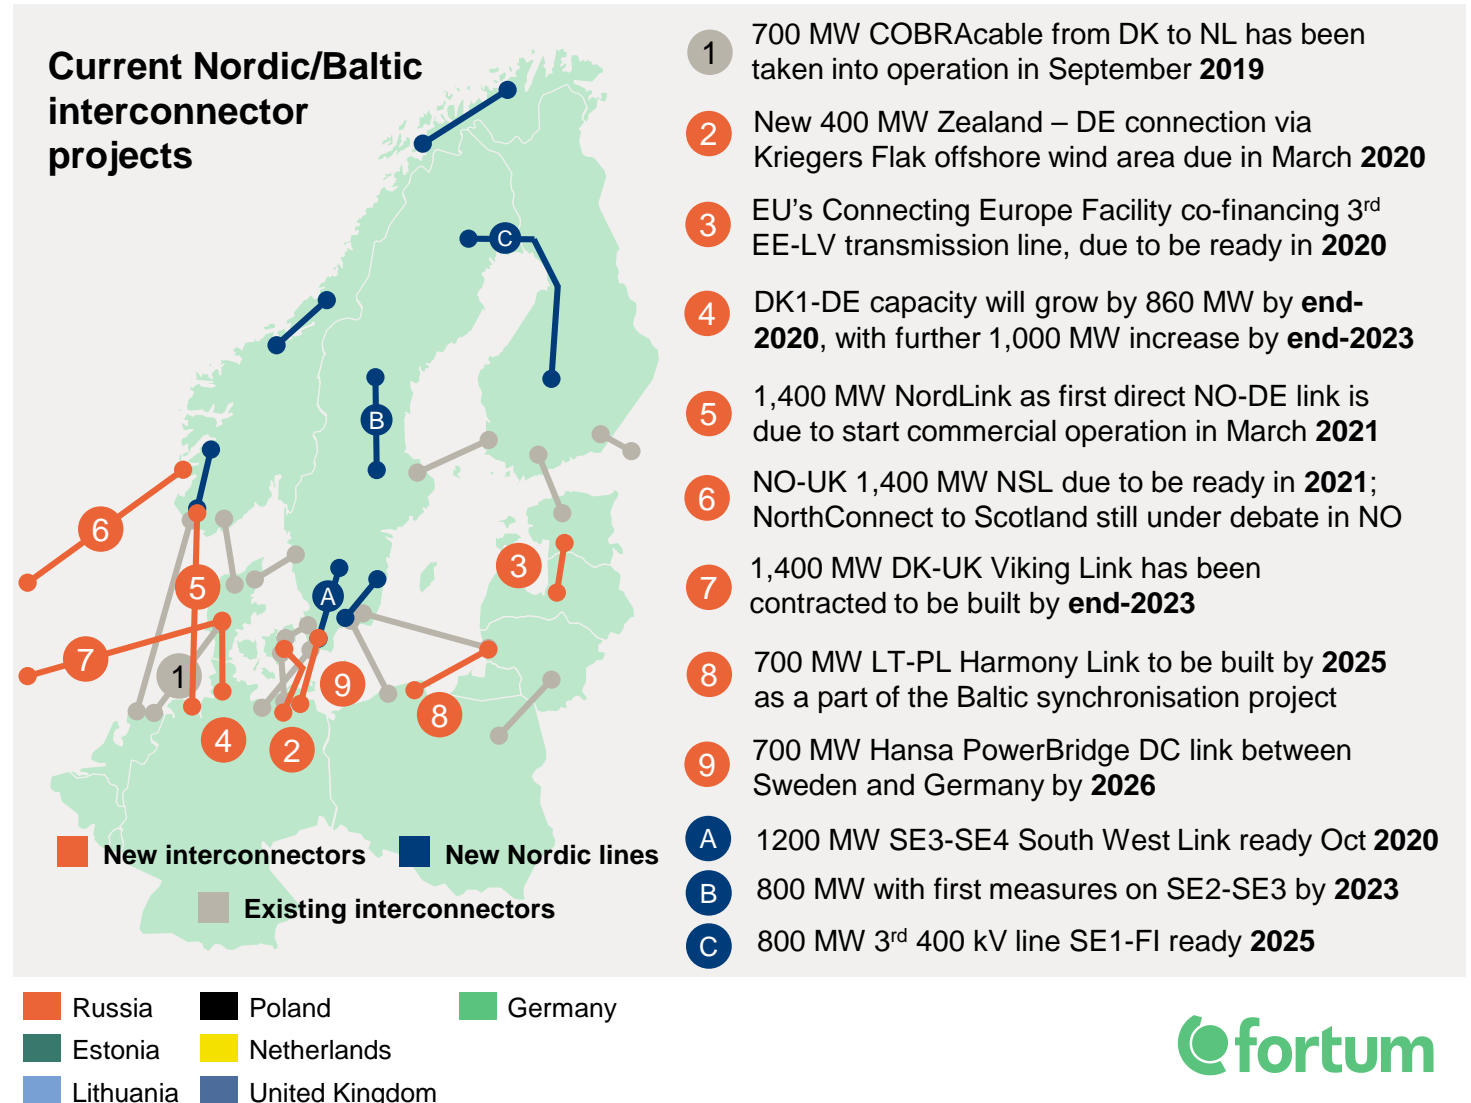 Current Nordic/Baltic
interconnector
projects
1 700 MW COBRAcable from DK to NL has been
taken into operation in September 2019
2 New 400 MW Zealand – DE connection via
Kriegers Flak offshore wind area due in March 2020
3 EU's Connecting Europe Facility co-financing 3rd
EE-LV transmission line, due to be ready in 2020
4 DK1-DE capacity will grow by 860 MW by end-
2020, with further 1,000 MW increase by end-2023
5 1,400 MW NordLink as first direct NO-DE link is
due to start commercial operation in March 2021
6 NO-UK 1,400 MW NSL due to be ready in 2021;
NorthConnect to Scotland still under debate in NO
7 1,400 MW DK-UK Viking Link has been
contracted to be built by end-2023
8 700 MW LT-PL Harmony Link to be built by 2025
as a part of the Baltic synchronisation project
9 700 MW Hansa PowerBridge DC link between
Sweden and Germany by 2026
A 1200 MW SE3-SE4 South West Link ready Oct 2020
B 800 MW with first measures on SE2-SE3 by 2023
C 800 MW 3rd 400 kV line SE1-FI ready 2025
C
B
6
3
5
A
7
1
9
8
4
2
New interconnectors
New Nordic lines
Existing interconnectors
Russia
Poland
Germany
Estonia
Netherlands
Lithuania
United Kingdom
fortum